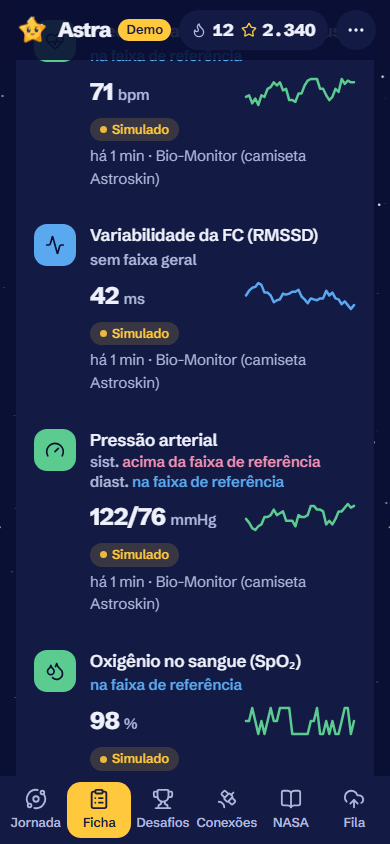 Astra Demo 12 2.340
na faixa de referência
71 bpm
Simulado
há 1 min · Bio-Monitor (camiseta
Astroskin)
Variabilidade da FC (RMSSD)
sem faixa geral
42 ms
Simulado
há 1 min · Bio-Monitor (camiseta
Astroskin)
Pressão arterial
sist. acima da faixa de referência
diast. na faixa de referência
122/76 mmHg
Simulado
há 1 min · Bio-Monitor (camiseta
Astroskin)
Oxigênio no sangue (SpO₂)
na faixa de referência
98 %
Simulado
Jornada Ficha Desafios Conexões NASA Fila